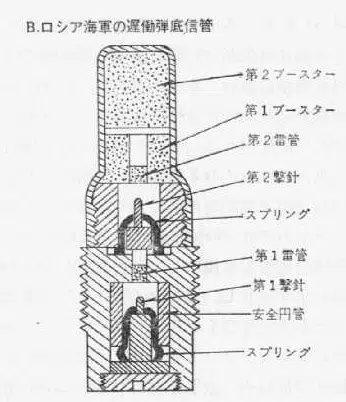 B.ロシア海軍の遅働弾底信管
第2ブースター
第1ブースター
第2雷管
第2撃針
スプリング
第1雷管
第1撃針
安全円管
スプリング